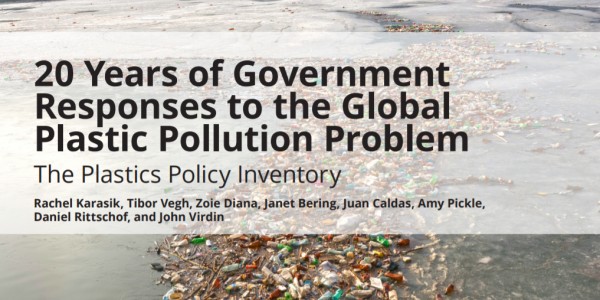 20 Years of Government
Responses to the Global
Plastic Pollution Problem
The Plastics Policy Inventory
Rachel Karasik, Tibor Vegh, Zoie Diana, Janet Bering, Juan Caldas, Amy Pickle,
Daniel Rittschof, and John Virdin